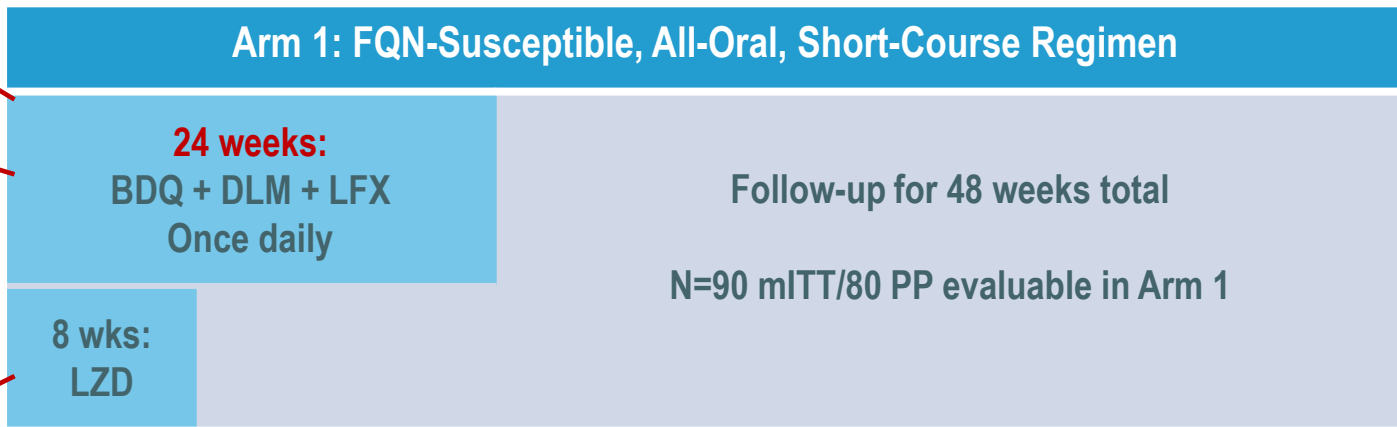 Arm 1: FQN-Susceptible, All-Oral, Short-Course Regimen
24 weeks:
BDQ + DLM + LFX
Once daily
8 wks:
LZD
Follow-up for 48 weeks total
N=90 mITT/80 PP evaluable in Arm 1